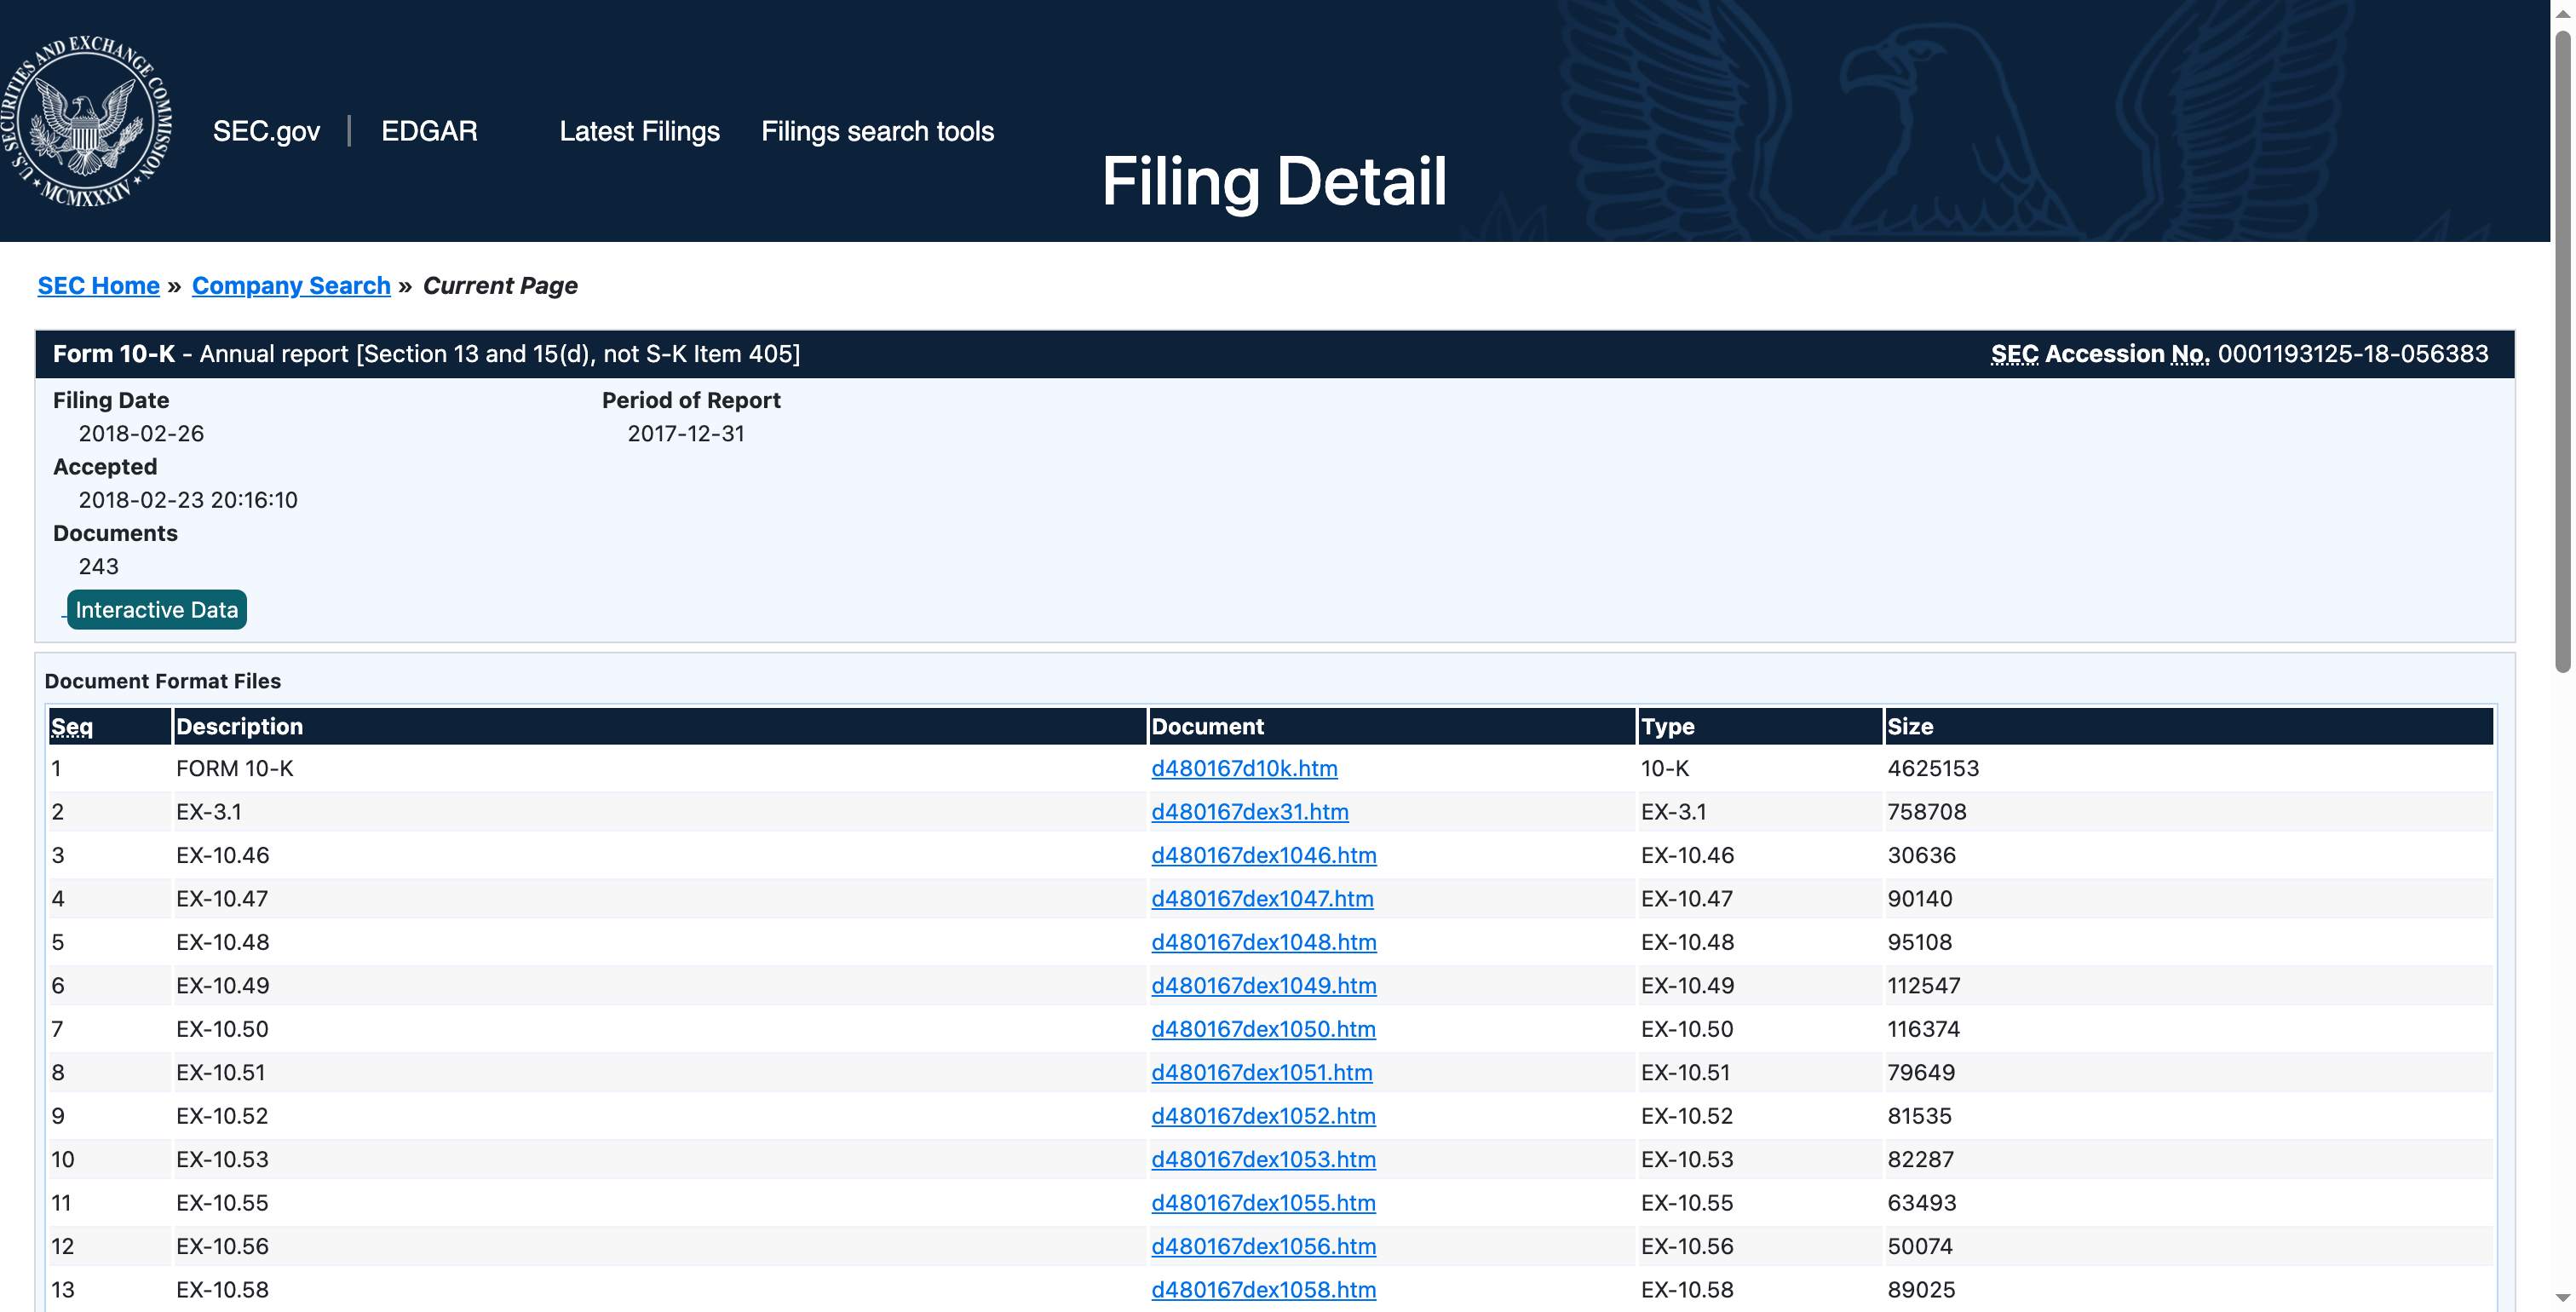 U.S. SECURITIES AND EXCHANGE COMMISSION
MCMXXXIV
SEC.gov | EDGAR Latest Filings Filings search tools
Filing Detail
SEC Home » Company Search » Current Page
Form 10-K - Annual report [Section 13 and 15(d), not S-K Item 405] SEC Accession No. 0001193125-18-056383
Filing Date Period of Report
2018-02-26 2017-12-31
Accepted
2018-02-23 20:16:10
Documents
243
Interactive Data
Document Format Files
Seq Description Document Type Size
1 FORM 10-K d480167d10k.htm 10-K 4625153
2 EX-3.1 d480167dex31.htm EX-3.1 758708
3 EX-10.46 d480167dex1046.htm EX-10.46 30636
4 EX-10.47 d480167dex1047.htm EX-10.47 90140
5 EX-10.48 d480167dex1048.htm EX-10.48 95108
6 EX-10.49 d480167dex1049.htm EX-10.49 112547
7 EX-10.50 d480167dex1050.htm EX-10.50 116374
8 EX-10.51 d480167dex1051.htm EX-10.51 79649
9 EX-10.52 d480167dex1052.htm EX-10.52 81535
10 EX-10.53 d480167dex1053.htm EX-10.53 82287
11 EX-10.55 d480167dex1055.htm EX-10.55 63493
12 EX-10.56 d480167dex1056.htm EX-10.56 50074
13 EX-10.58 d480167dex1058.htm EX-10.58 89025